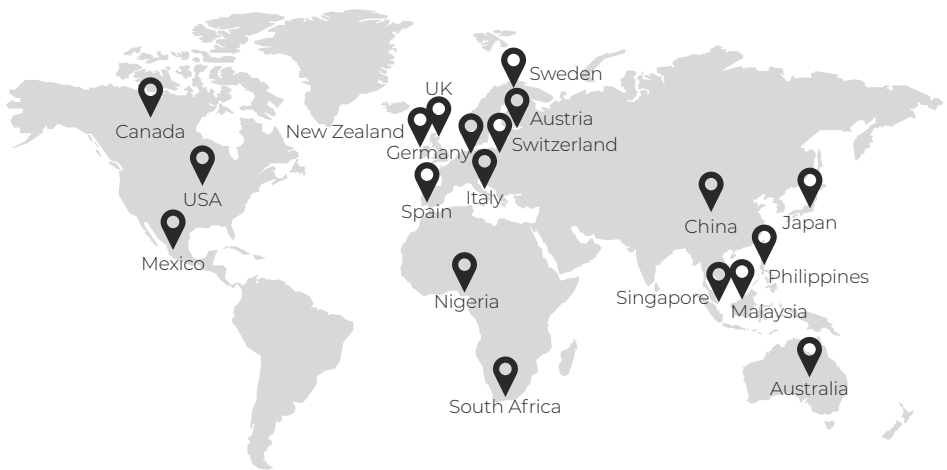 Sweden
UK
Austria
Canada
New Zealand
Germany
Switzerland
USA
Italy
Spain
China
Japan
Mexico
Philippines
Nigeria
Singapore
Malaysia
Australia
South Africa